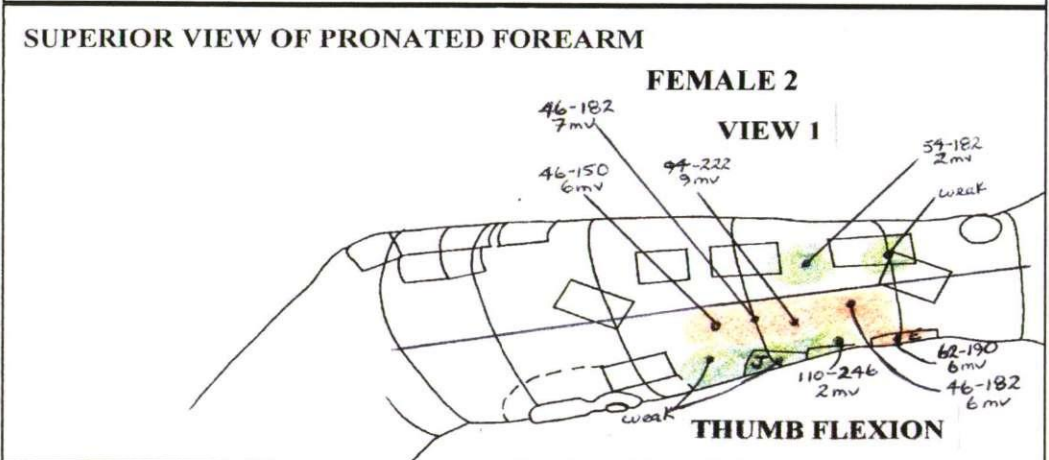 SUPERIOR VIEW OF PRONATED FOREARM
FEMALE 2
VIEW 1
46-182
7mv
46-150
6mv
94-222
9mv
54-182
2mv
weak
J
E
110-246
2mv
62-190
6mv
46-182
6mv
weak
THUMB FLEXION